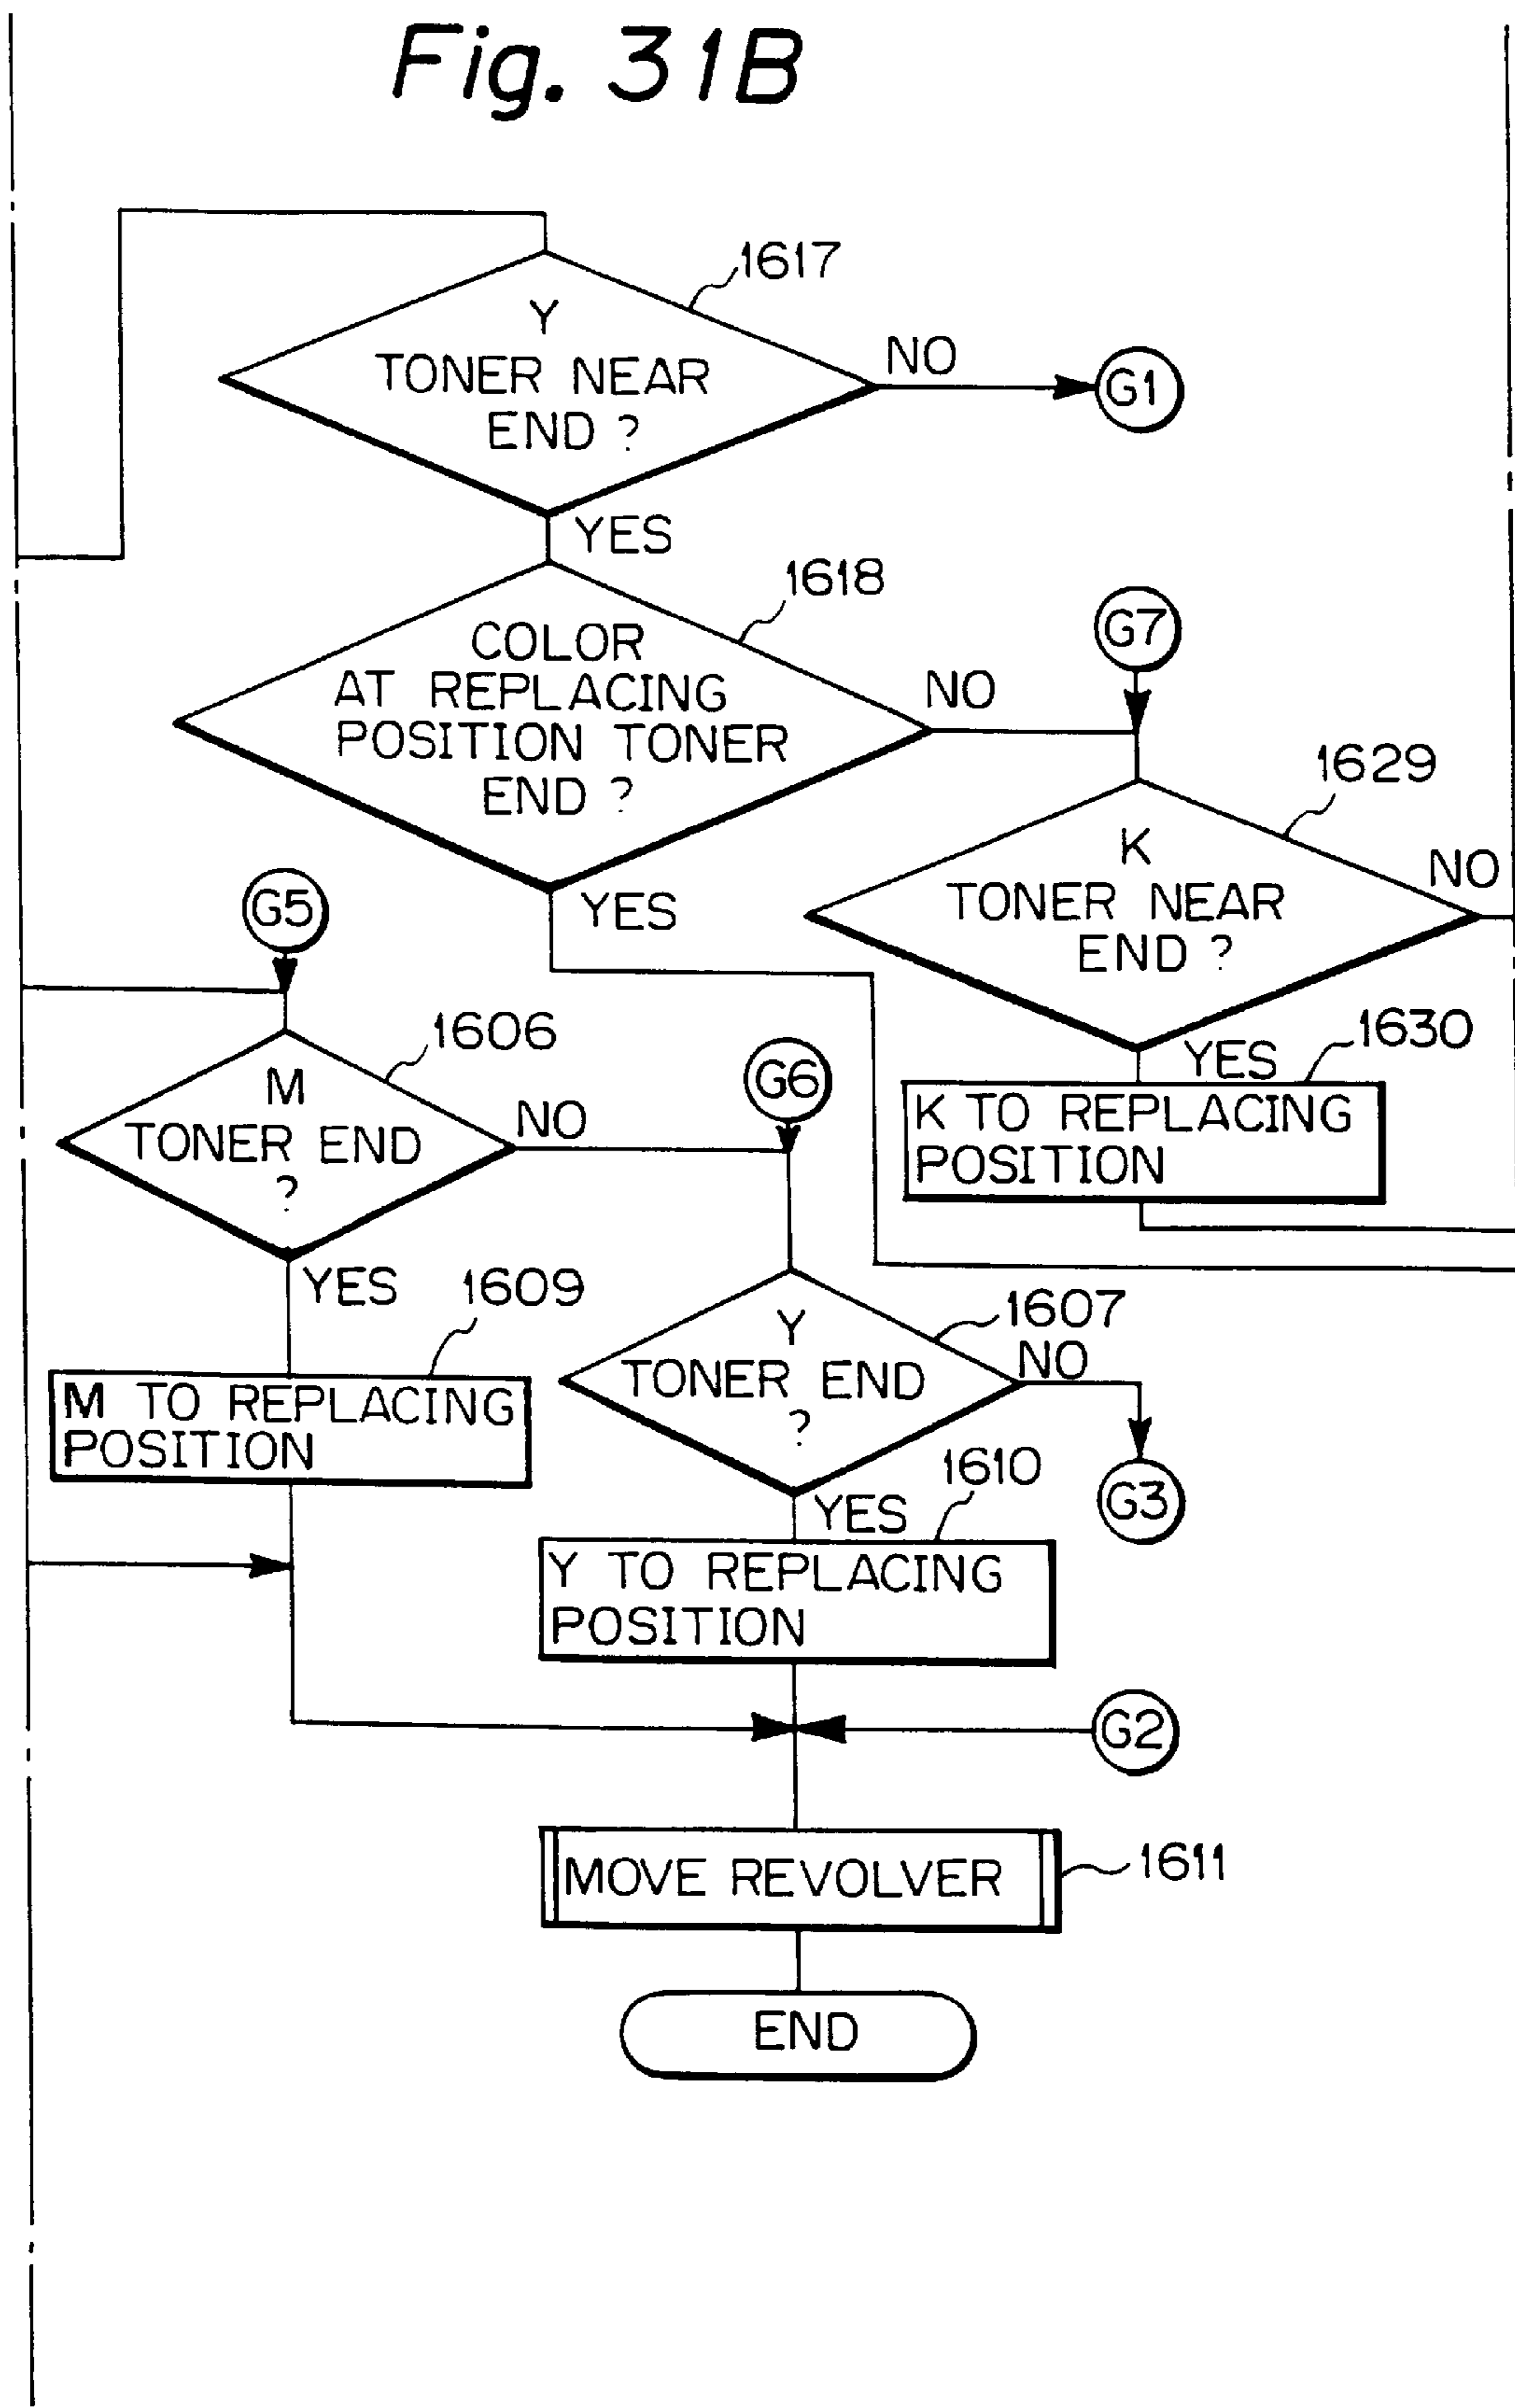 Fig. 31B
1617
Y
TONER NEAR
END ?
NO
G1
YES
1618
COLOR
AT REPLACING
POSITION TONER
END ?
NO
G7
YES
1629
K
TONER NEAR
END ?
NO
YES
1630
K TO REPLACING
POSITION
G5
1606
M
TONER END
?
NO
G6
YES
1609
M TO REPLACING
POSITION
1607
Y
TONER END
?
NO
G3
YES
1610
Y TO REPLACING
POSITION
G2
MOVE REVOLVER
1611
END